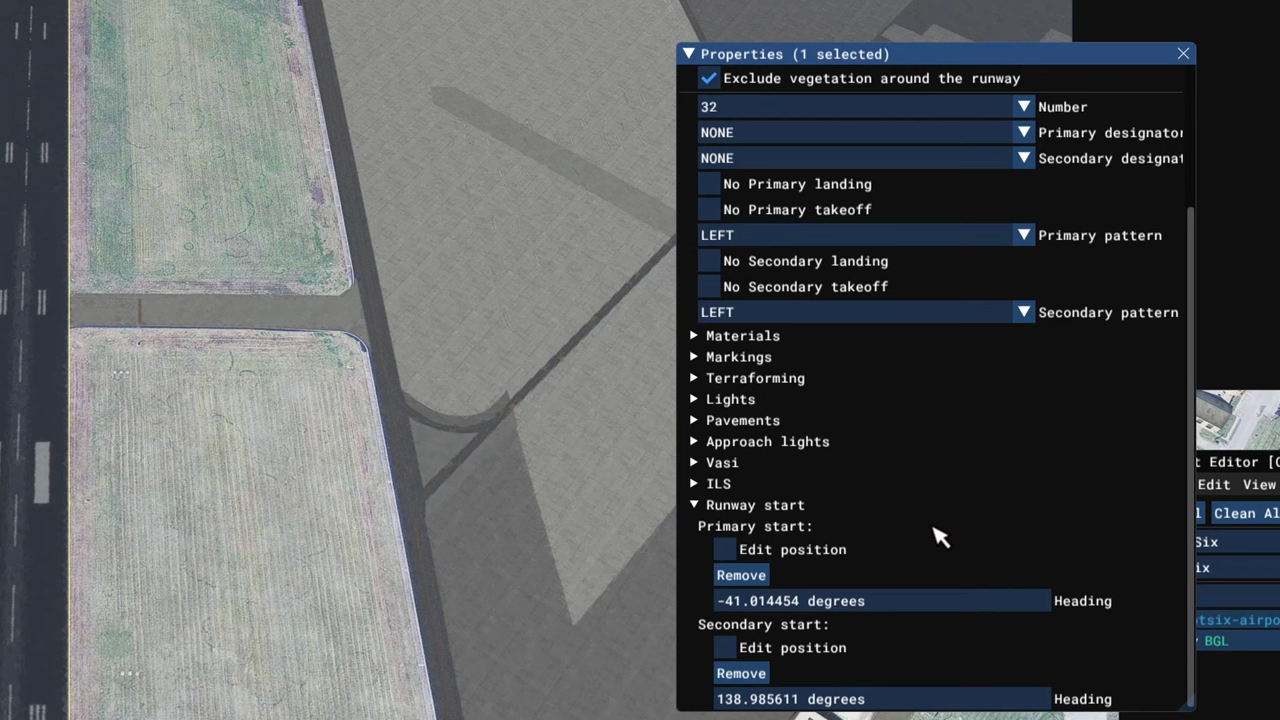 Properties (1 selected)
Exclude vegetation around the runway
32 Number
NONE Primary designator
NONE Secondary designat
No Primary landing
No Primary takeoff
LEFT Primary pattern
No Secondary landing
No Secondary takeoff
LEFT Secondary pattern
Materials
Markings
Terraforming
Lights
Pavements
Approach lights
Vasi
ILS
Runway start
Primary start:
Edit position
Remove
-41.014454 degrees Heading
Secondary start:
Edit position
Remove
138.985611 degrees Heading
t Editor [
Edit View
l Clean Al
Six
ix
tsix-airpo
BGL